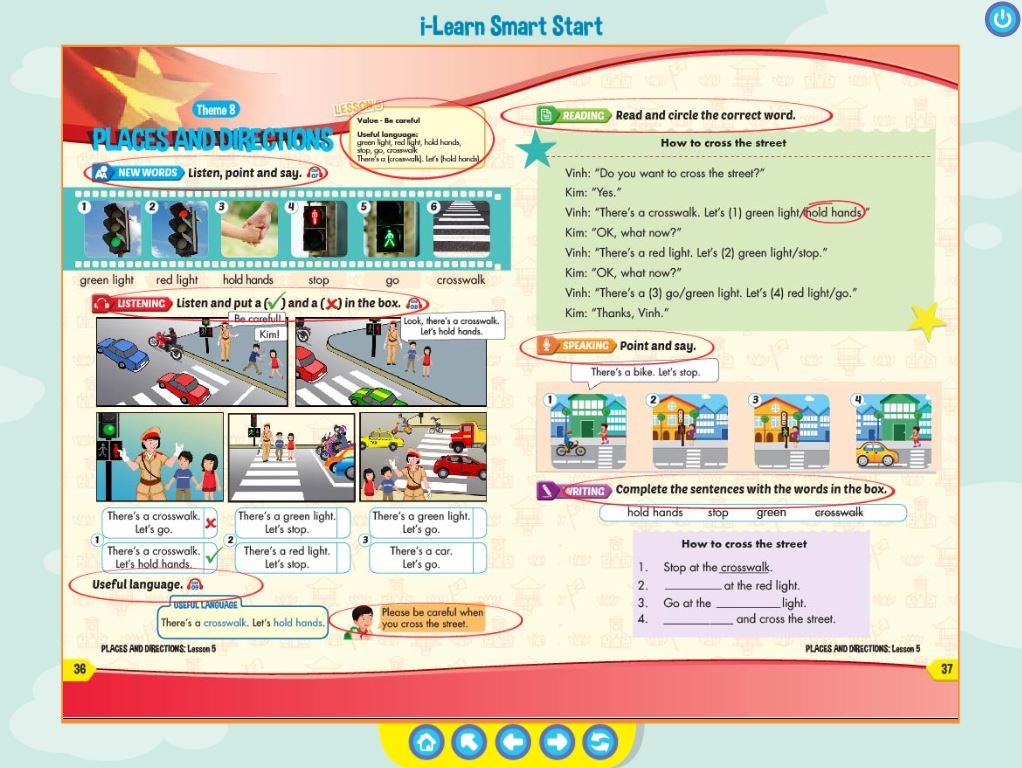 i-Learn Smart Start
Theme 8
PLACES AND DIRECTIONS
LESSON 5
Value - Be careful
Useful language:
green light, red light, hold hands,
stop, go, crosswalk
There's a (crosswalk). Let's (hold hands)
NEW WORDS Listen, point and say.
1 2 3 4 5 6
green light red light hold hands stop go crosswalk
LISTENING Listen and put a (✓) and a (✗) in the box.
Be careful!
Kim!
Look, there's a crosswalk.
Let's hold hands.
There's a crosswalk.
Let's go.
1
There's a crosswalk.
Let's hold hands.
There's a green light.
Let's stop.
2
There's a red light.
Let's stop.
There's a green light.
Let's go.
3
There's a car.
Let's go.
Useful language.
USEFUL LANGUAGE
There's a crosswalk. Let's hold hands.
Please be careful when
you cross the street.
PLACES AND DIRECTIONS: Lesson 5
36
READING Read and circle the correct word.
How to cross the street
Vinh: "Do you want to cross the street?"
Kim: "Yes."
Vinh: "There's a crosswalk. Let's (1) green light/hold hands."
Kim: "OK, what now?"
Vinh: "There's a red light. Let's (2) green light/stop."
Kim: "OK, what now?"
Vinh: "There's a (3) go/green light. Let's (4) red light/go."
Kim: "Thanks, Vinh."
SPEAKING Point and say.
There's a bike. Let's stop.
1 2 3 4
WRITING Complete the sentences with the words in the box.
hold hands stop green crosswalk
How to cross the street
1. Stop at the crosswalk.
2. __________ at the red light.
3. Go at the __________ light.
4. __________ and cross the street.
PLACES AND DIRECTIONS: Lesson 5
37